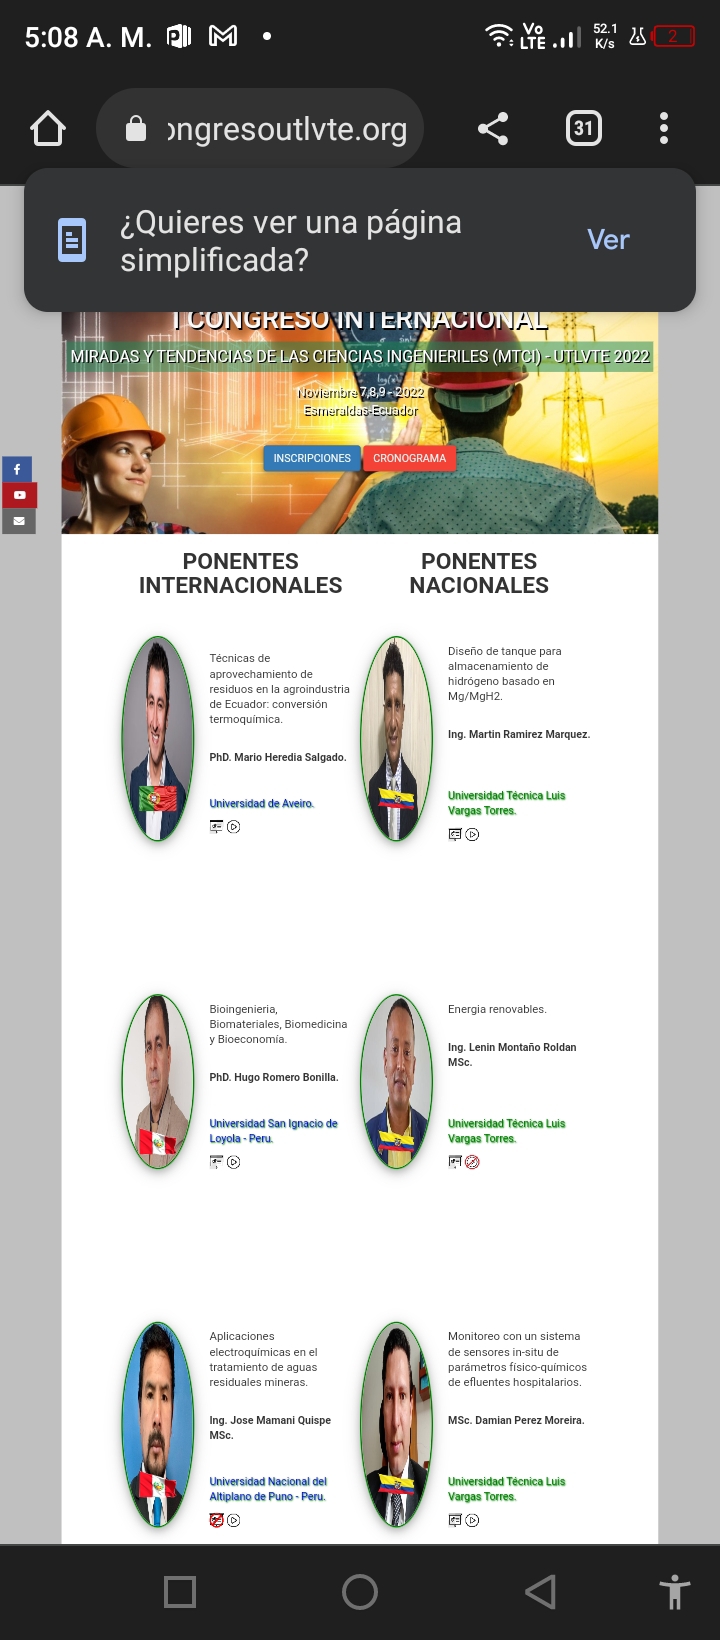 5:08 A. M.
Vo
LTE
52.1
K/s
2
ongresoutlvte.org
31
¿Quieres ver una página
simplificada?
Ver
I CONGRESO INTERNACIONAL
MIRADAS Y TENDENCIAS DE LAS CIENCIAS INGENIERILES (MTCI) - UTLVTE 2022
Noviembre 7,8,9 - 2022
Esmeraldas-Ecuador
INSCRIPCIONES
CRONOGRAMA
PONENTES
INTERNACIONALES
PONENTES
NACIONALES
Técnicas de
aprovechamiento de
residuos en la agroindustria
de Ecuador: conversión
termoquímica.
PhD. Mario Heredia Salgado.
Universidad de Aveiro.
Diseño de tanque para
almacenamiento de
hidrógeno basado en
Mg/MgH2.
Ing. Martin Ramirez Marquez.
Universidad Técnica Luis
Vargas Torres.
Bioingenieria,
Biomateriales, Biomedicina
y Bioeconomía.
PhD. Hugo Romero Bonilla.
Universidad San Ignacio de
Loyola - Peru.
Energia renovables.
Ing. Lenin Montaño Roldan
MSc.
Universidad Técnica Luis
Vargas Torres.
Aplicaciones
electroquímicas en el
tratamiento de aguas
residuales mineras.
Ing. Jose Mamani Quispe
MSc.
Universidad Nacional del
Altiplano de Puno - Peru.
Monitoreo con un sistema
de sensores in-situ de
parámetros físico-químicos
de efluentes hospitalarios.
MSc. Damian Perez Moreira.
Universidad Técnica Luis
Vargas Torres.